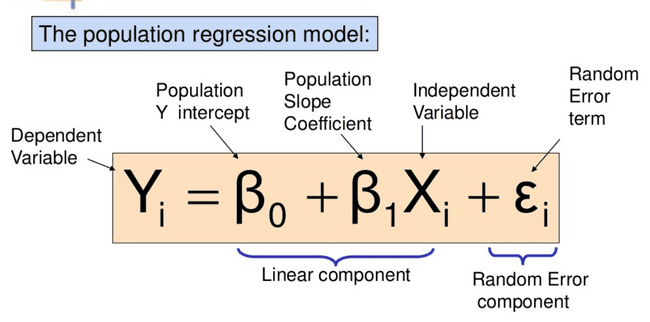 The population regression model:
Population
Y intercept
Population
Slope
Coefficient
Independent
Variable
Random
Error
term
Dependent
Variable
Yᵢ = β₀ + β₁Xᵢ + εᵢ
Linear component
Random Error
component